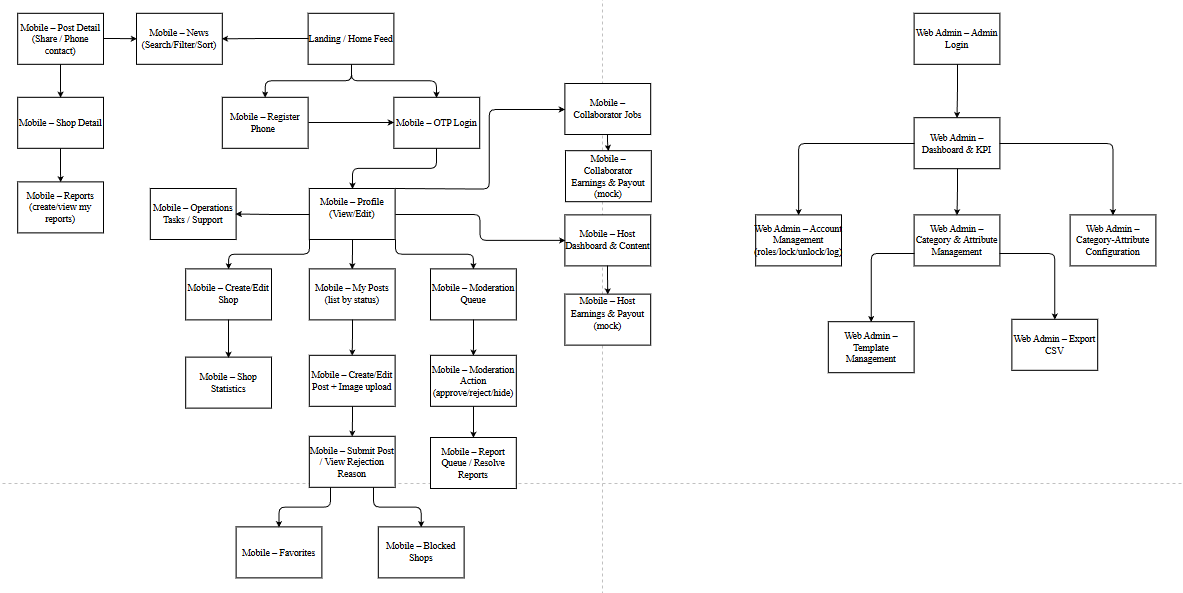 Mobile – Post Detail
(Share / Phone
contact)
Mobile – News
(Search/Filter/Sort)
Landing / Home Feed
Mobile – Register
Phone
Mobile – OTP Login
Mobile –
Collaborator Jobs
Mobile – Shop Detail
Mobile –
Collaborator
Earnings & Payout
(mock)
Mobile – Reports
(create/view my
reports)
Mobile – Operations
Tasks / Support
Mobile – Profile
(View/Edit)
Mobile – Host
Dashboard & Content
Mobile – Create/Edit
Shop
Mobile – My Posts
(list by status)
Mobile – Moderation
Queue
Mobile – Host
Earnings & Payout
(mock)
Mobile – Shop
Statistics
Mobile – Create/Edit
Post + Image upload
Mobile – Moderation
Action
(approve/reject/hide)
Mobile – Submit Post
/ View Rejection
Reason
Mobile – Report
Queue / Resolve
Reports
Mobile – Favorites
Mobile – Blocked
Shops
Web Admin – Admin
Login
Web Admin –
Dashboard & KPI
Web Admin – Account
Management
(roles/lock/unlock/log)
Web Admin –
Category & Attribute
Management
Web Admin –
Category-Attribute
Configuration
Web Admin –
Template
Management
Web Admin – Export
CSV